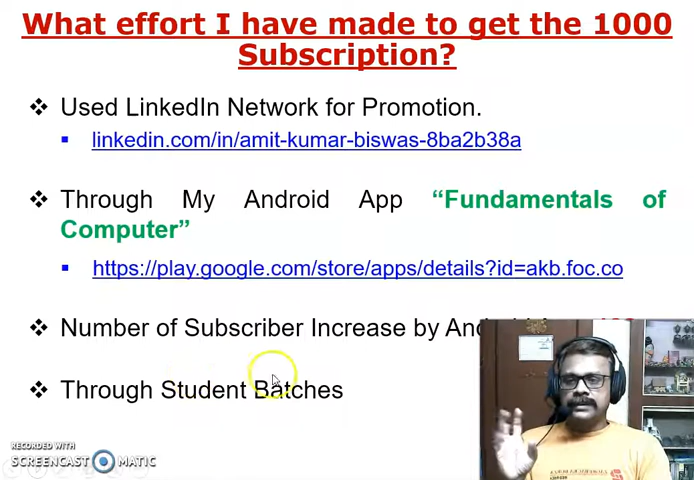 What effort I have made to get the 1000
Subscription?
Used LinkedIn Network for Promotion.
linkedin.com/in/amit-kumar-biswas-8ba2b38a
Through My Android App “Fundamentals of
Computer”
https://play.google.com/store/apps/details?id=akb.foc.co
Number of Subscriber Increase by
Through Student Batches
RECORDED WITH
SCREENCAST MATIC